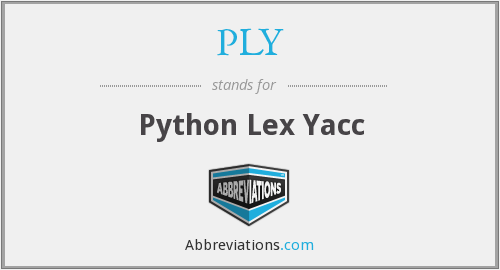 PLY
stands for
Python Lex Yacc
ABBREVIATIONS
Abbreviations.com